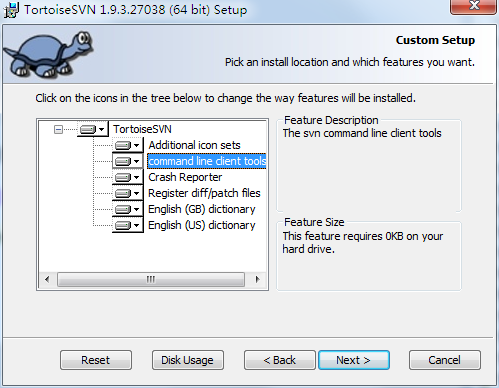 TortoiseSVN 1.9.3.27038 (64 bit) Setup
Custom Setup
Pick an install location and which features you want.
Click on the icons in the tree below to change the way features will be installed.
TortoiseSVN
Additional icon sets
command line client tools
Crash Reporter
Register diff/patch files
English (GB) dictionary
English (US) dictionary
Feature Description
The svn command line client tools
Feature Size
This feature requires 0KB on your
hard drive.
Reset
Disk Usage
< Back
Next >
Cancel